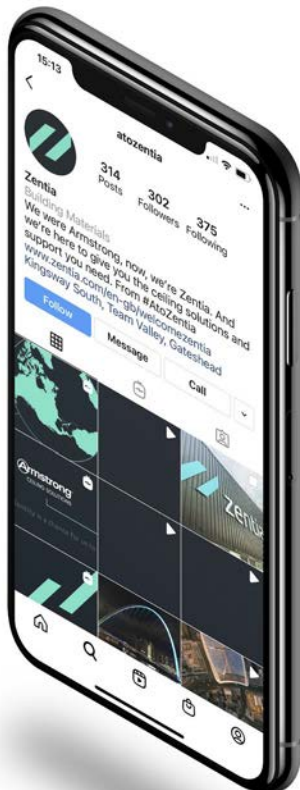 15:13
atozentia
314 302 375
Posts Followers Following
Zentia
Building Materials
We were Armstrong, now, we're Zentia. And
we're here to give you the ceiling solutions and
support you need. From #AtoZentia
www.zentia.com/en-gb/welcomezentia
Kingsway South, Team Valley, Gateshead
Follow Message Call
Armstrong
CEILING SOLUTIONS
zentia